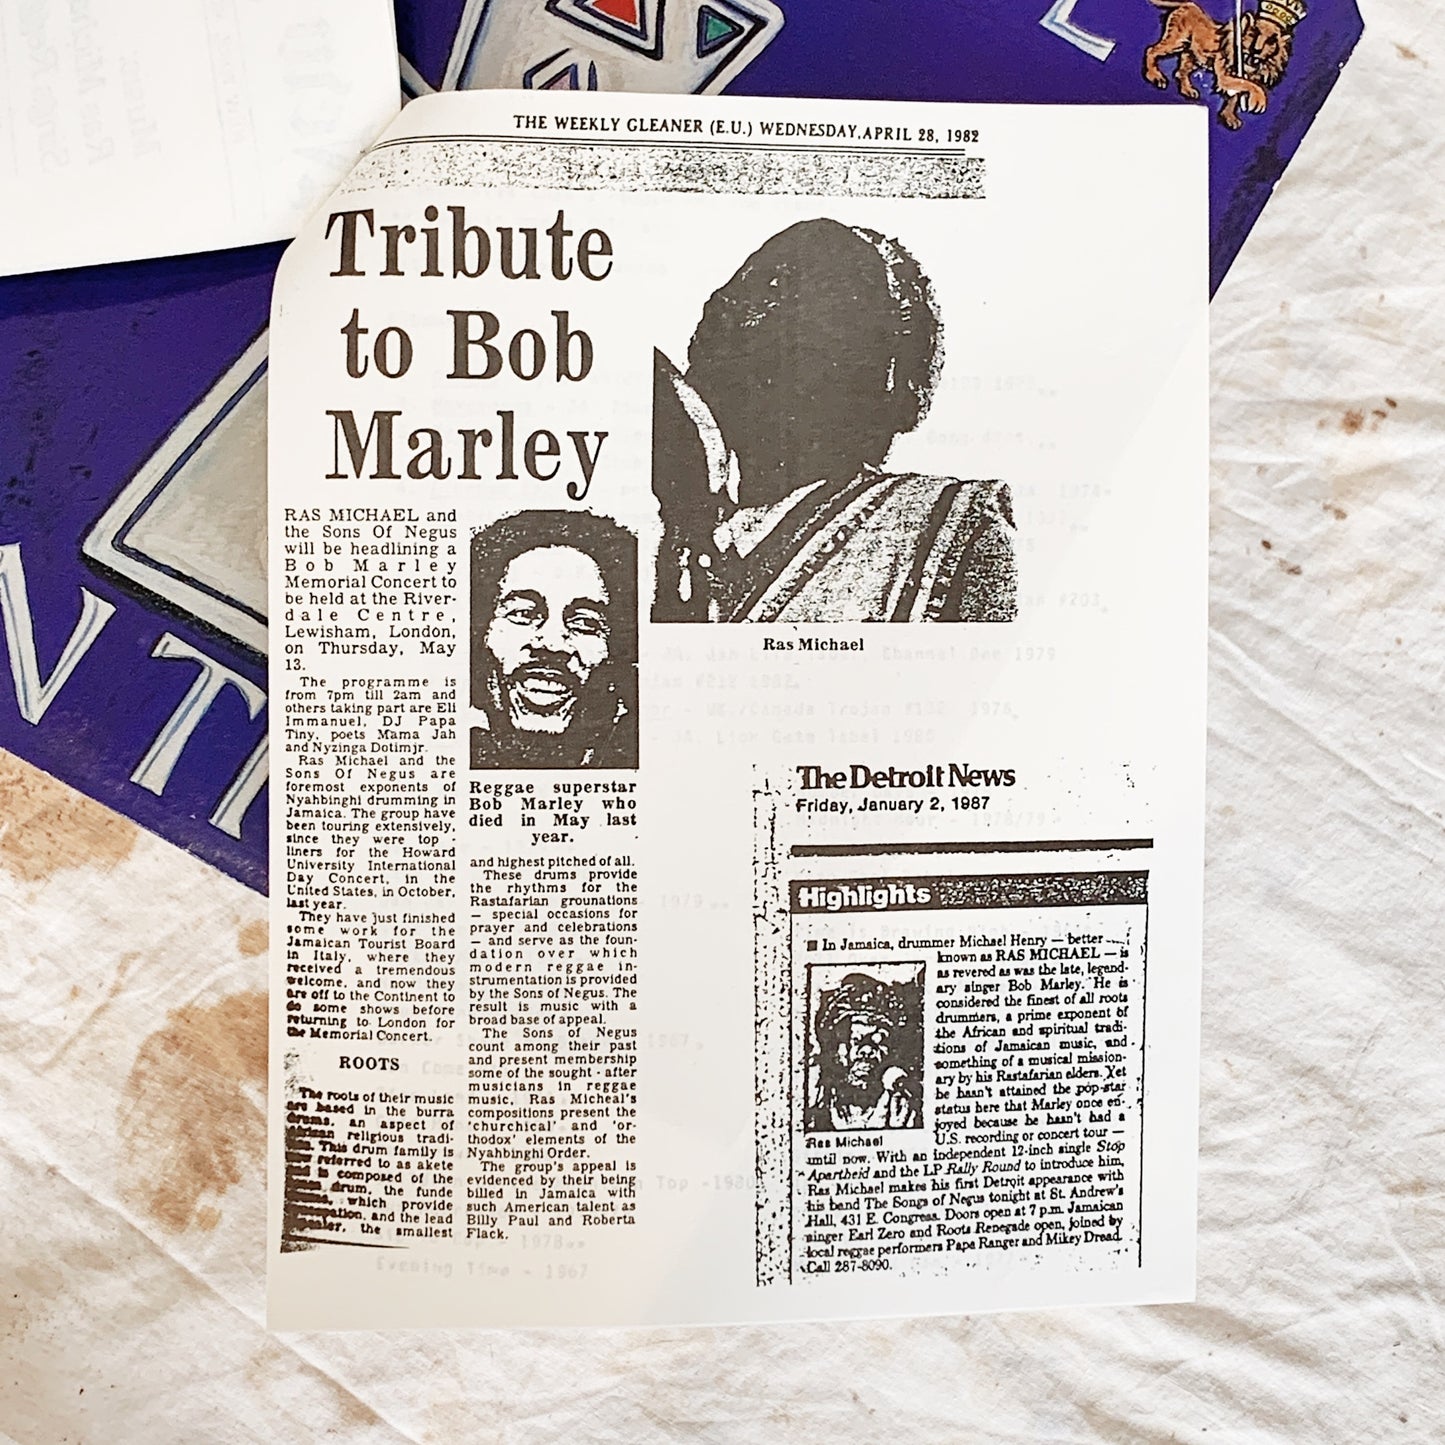 THE WEEKLY GLEANER (E.U.) WEDNESDAY, APRIL 28, 1982
Tribute
to Bob
Marley
RAS MICHAEL and
the Sons Of Negus
will be headlining a
Bob Marley
Memorial Concert to
be held at the River-
dale Centre,
Lewisham, London,
on Thursday, May
13.
The programme is
from 7pm till 2am and
others taking part are Eli
Immanuel, DJ Papa
Tiny, poets Mama Jah
and Nyzinga Dotimjr.
Ras Michael and the
Sons Of Negus are
foremost exponents of
Nyahbinghi drumming in
Jamaica. The group have
been touring extensively,
since they were top -
liners for the Howard
University International
Day Concert, in the
United States, in October,
last year.
They have just finished
some work for the
Jamaican Tourist Board
in Italy, where they
received a tremendous
welcome, and now they
are off to the Continent to
do some shows before
returning to London for
the Memorial Concert.
ROOTS
The roots of their music
are based in the burra
drums, an aspect of
African religious tradi-
This drum family is
referred to as akete
composed of the
drum, the funde
which provide
and the lead
the smallest
Reggae superstar
Bob Marley who
died in May last
year.
and highest pitched of all.
These drums provide
the rhythms for the
Rastafarian grounations
— special occasions for
prayer and celebrations
— and serve as the foun-
dation over which
modern reggae in-
strumentation is provided
by the Sons of Negus. The
result is music with a
broad base of appeal.
The Sons of Negus
count among their past
and present membership
some of the sought - after
musicians in reggae
music, Ras Micheal's
compositions present the
'churchical' and 'or-
thodox' elements of the
Nyahbinghi Order.
The group's appeal is
evidenced by their being
billed in Jamaica with
such American talent as
Billy Paul and Roberta
Flack.
Ras Michael
The Detroit News
Friday, January 2, 1987
Highlights
In Jamaica, drummer Michael Henry — better
known as RAS MICHAEL — is
as revered as was the late, legend-
ary singer Bob Marley. He is
considered the finest of all roots
drummers, a prime exponent of
the African and spiritual tradi-
tions of Jamaican music, and
something of a musical mission-
ary by his Rastafarian elders. Yet
he hasn't attained the pop-star
status here that Marley once en-
joyed because he hasn't had a
U.S. recording or concert tour —
Ras Michael
until now. With an independent 12-inch single Stop
Apartheid and the LP Rally Round to introduce him,
Ras Michael makes his first Detroit appearance with
his band The Songs of Negus tonight at St. Andrew's
Hall, 431 E. Congress. Doors open at 7 p.m. Jamaican
singer Earl Zero and Roots Renegade open, joined by
local reggae performers Papa Ranger and Mikey Dread.
Call 287-8090.
NTI